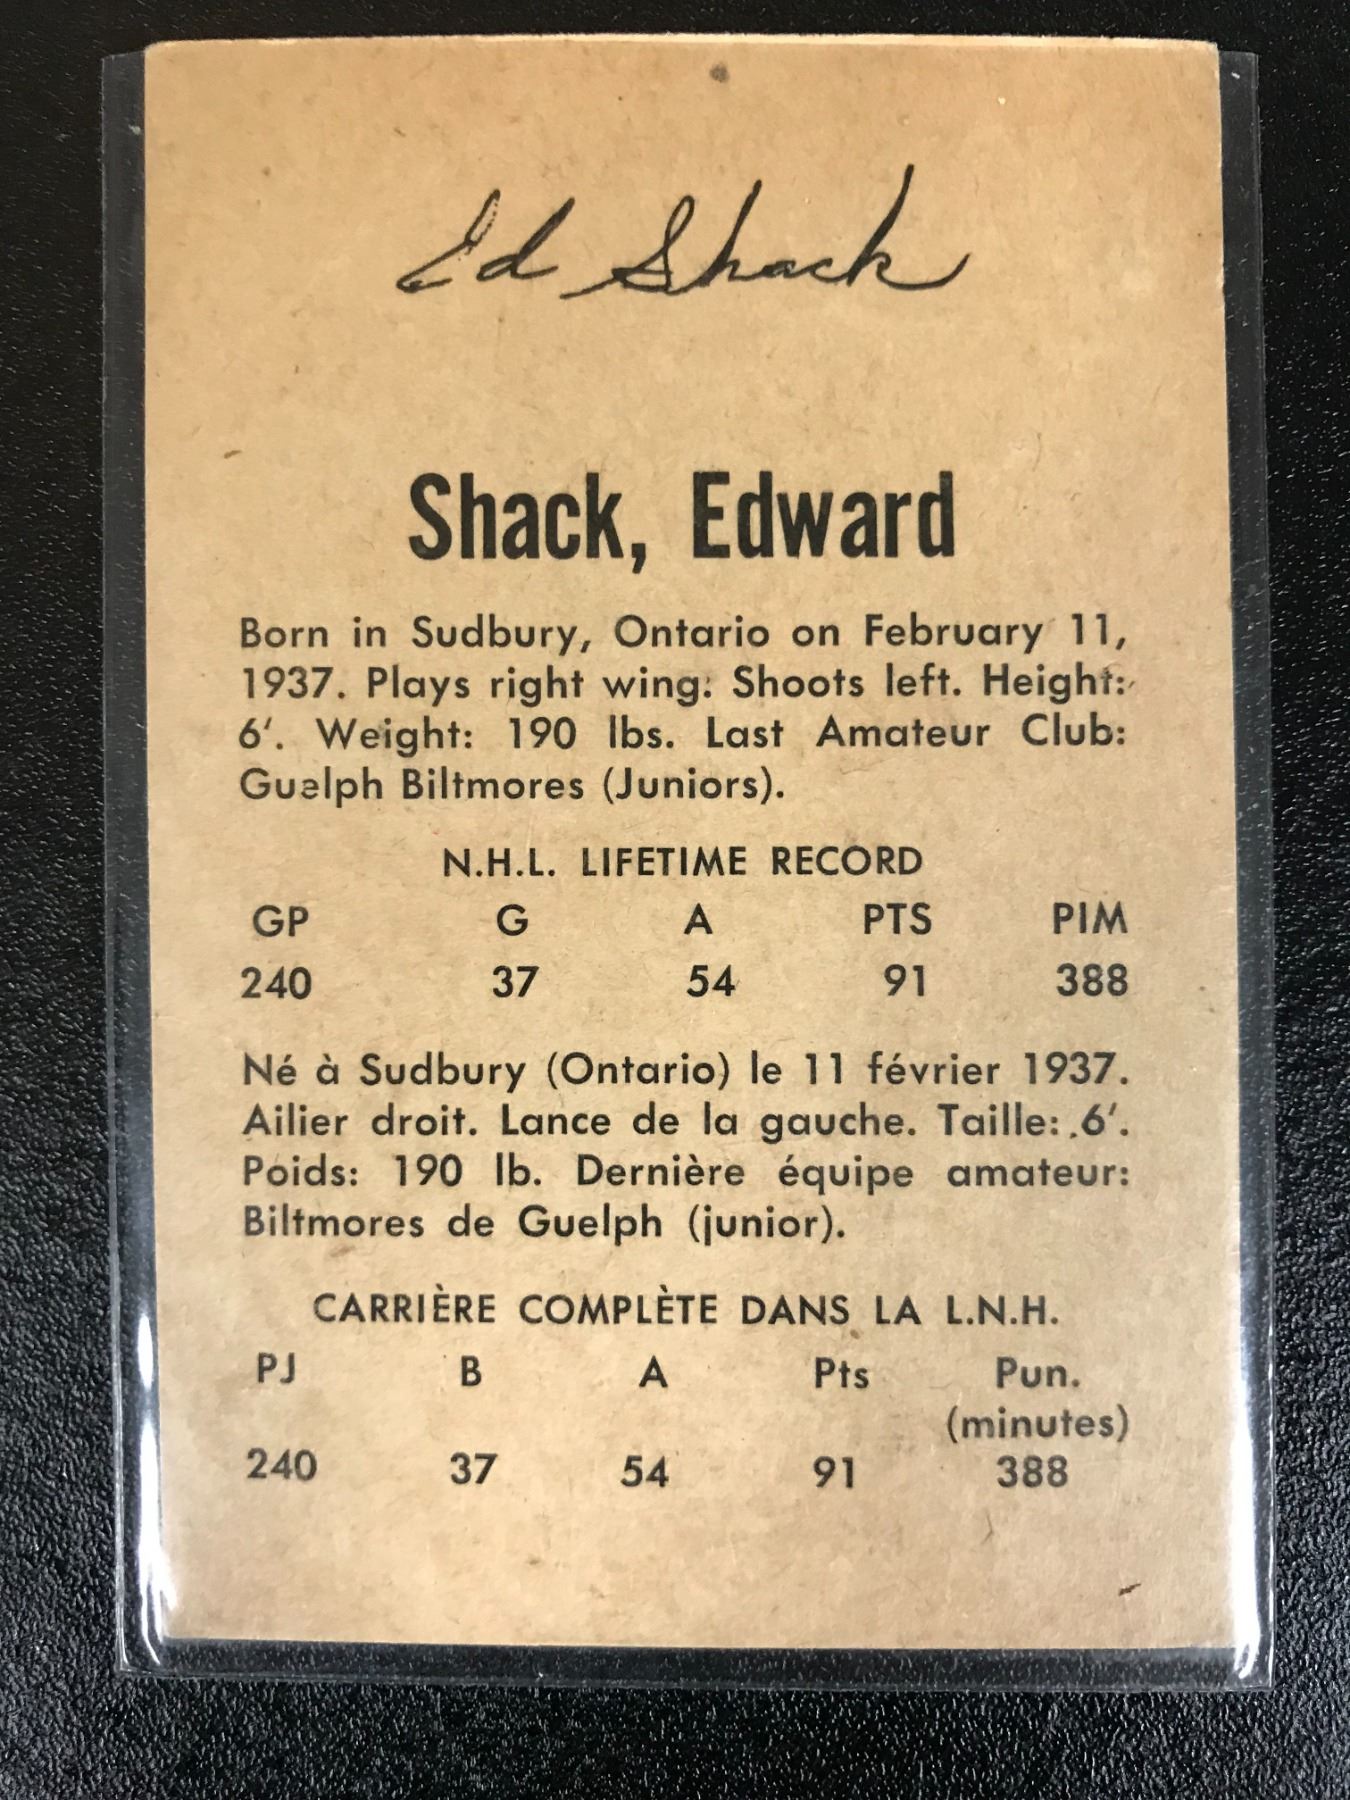 Ed Shack
Shack, Edward
Born in Sudbury, Ontario on February 11,
1937. Plays right wing. Shoots left. Height:
6'. Weight: 190 lbs. Last Amateur Club:
Guelph Biltmores (Juniors).
N.H.L. LIFETIME RECORD
GP G A PTS PIM
240 37 54 91 388
Né à Sudbury (Ontario) le 11 février 1937.
Ailier droit. Lance de la gauche. Taille: 6'.
Poids: 190 lb. Dernière équipe amateur:
Biltmores de Guelph (junior).
CARRIÈRE COMPLÈTE DANS LA L.N.H.
PJ B A Pts Pun.
(minutes)
240 37 54 91 388